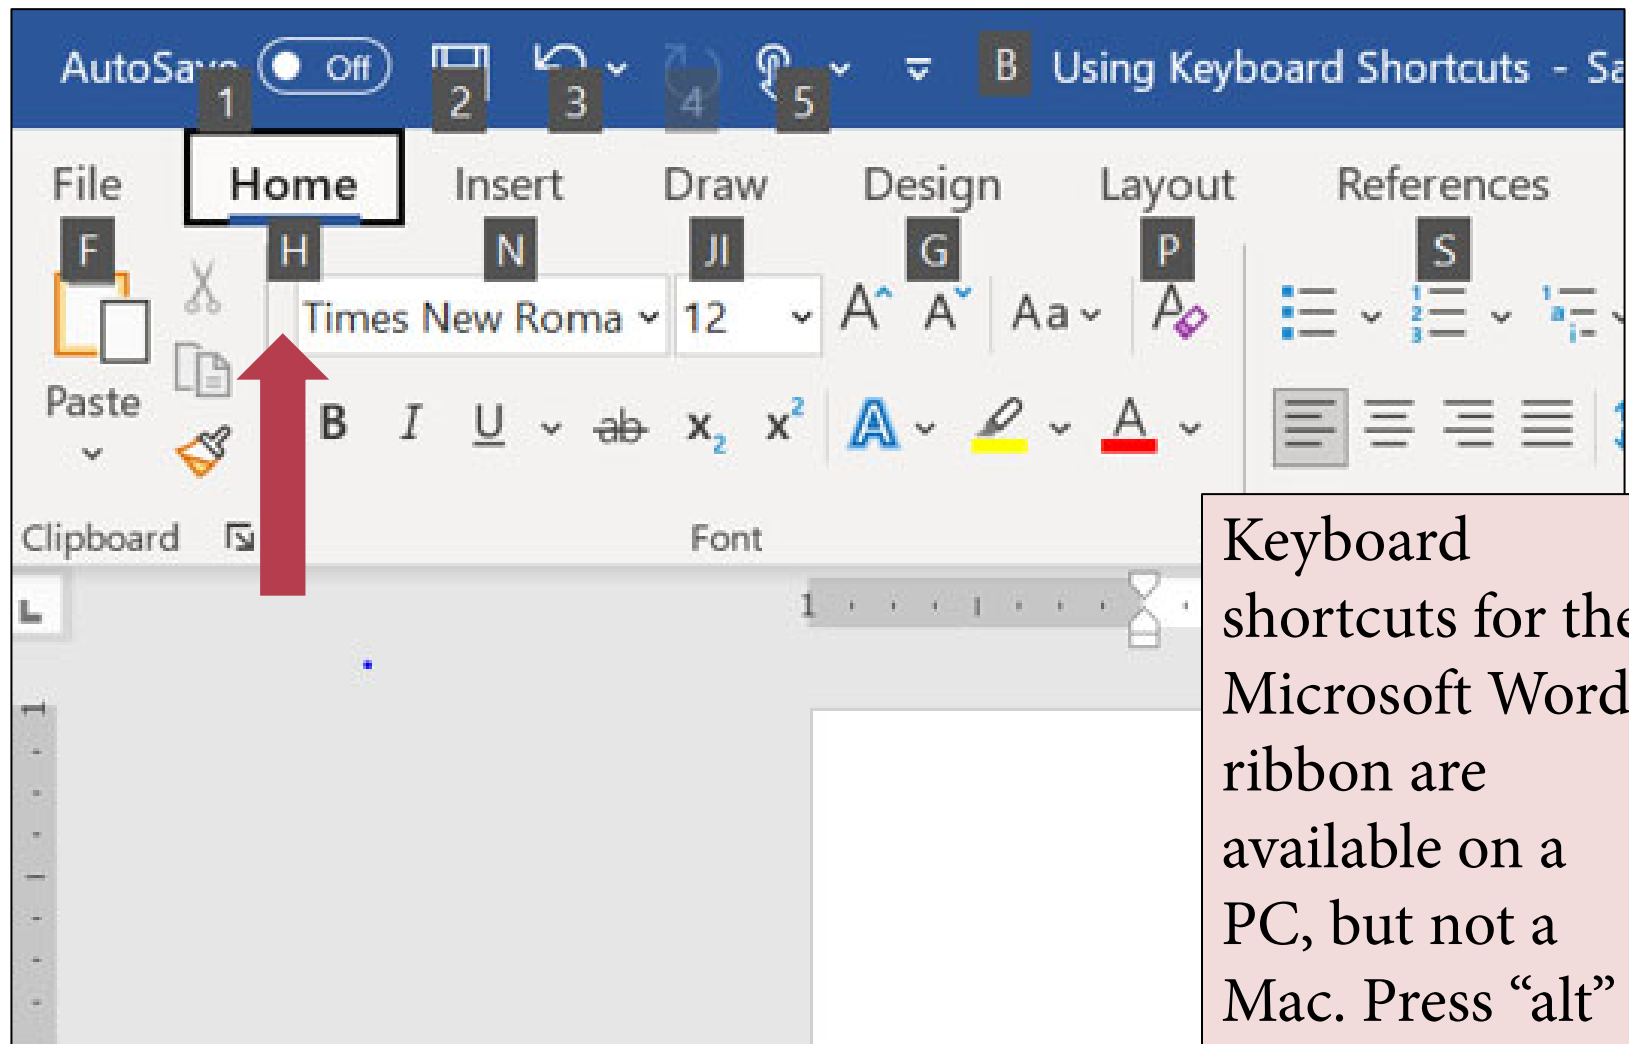 AutoSave Off B Using Keyboard Shortcuts - Sa
1 2 3 4 5
File Home Insert Draw Design Layout References
F H N JI G P S
Times New Roma 12 Aa
Paste
B I U ab x2 x2 A A
Clipboard Font
1
1
Keyboard
shortcuts for the
Microsoft Word
ribbon are
available on a
PC, but not a
Mac. Press “alt”